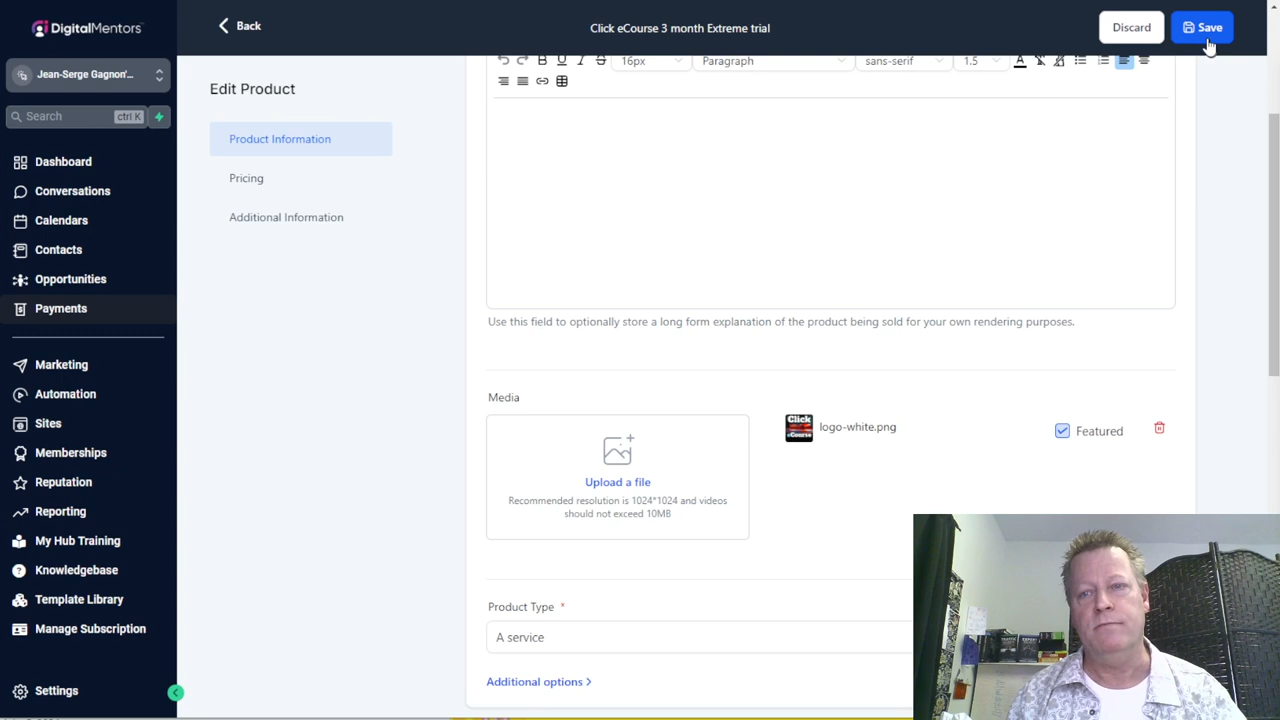 DigitalMentors
Back
Click eCourse 3 month Extreme trial
Discard
Save
Jean-Serge Gagnon'...
Search
ctrl K
Dashboard
Conversations
Calendars
Contacts
Opportunities
Payments
Marketing
Automation
Sites
Memberships
Reputation
Reporting
My Hub Training
Knowledgebase
Template Library
Manage Subscription
Settings
Edit Product
Product Information
Pricing
Additional Information
B U I S 16px Paragraph sans-serif 1.5 A
Use this field to optionally store a long form explanation of the product being sold for your own rendering purposes.
Media
Upload a file
Recommended resolution is 1024*1024 and videos
should not exceed 10MB
Click
eCourse
logo-white.png
Featured
Product Type *
A service
Additional options >